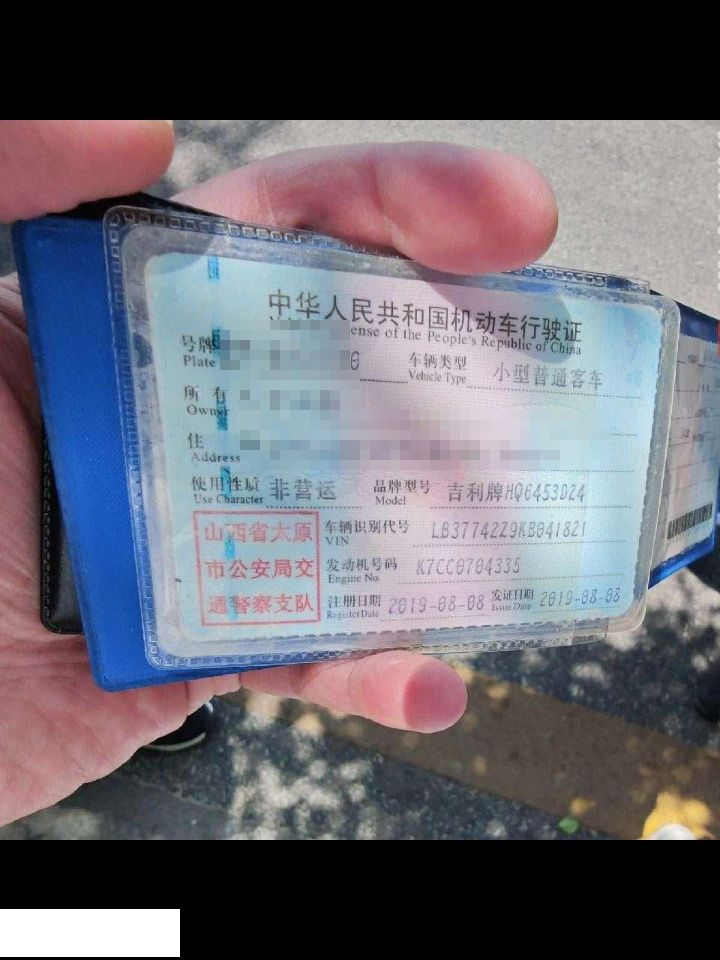 中华人民共和国机动车行驶证
ense of the People's Republic of China
号牌
Plate
车辆类型 小型普通客车
Vehicle Type
所有
Owner
住
Address
使用性质 非营运 品牌型号 吉利牌HQ6453D24
Use Character Model
山西省太原
市公安局交
通警察支队
车辆识别代号 LB3774229KB041821
VIN
发动机号码 K7CC0704335
Engine No.
注册日期 2019-08-08 发证日期 2019-08-08
Register Date Issue Date